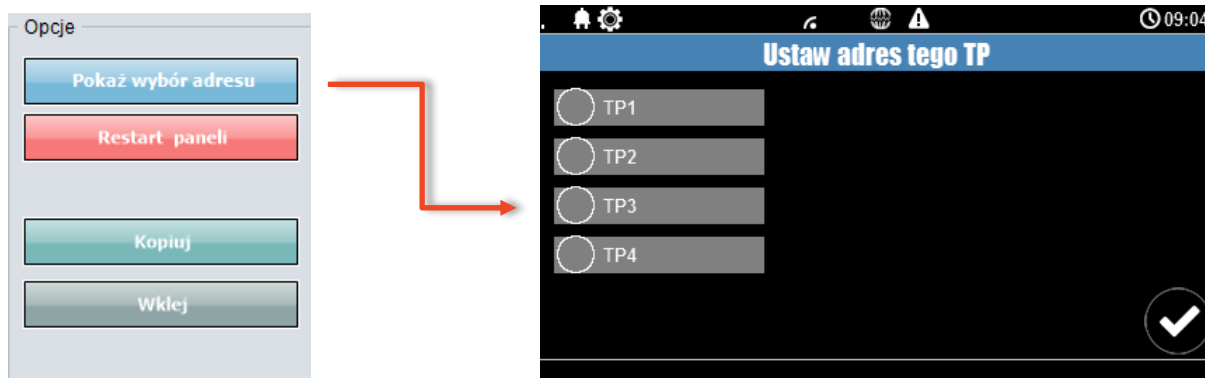 Opcje
Pokaż wybór adresu
Restart paneli
Kopiuj
Wklej
09:04
Ustaw adres tego TP
TP1
TP2
TP3
TP4